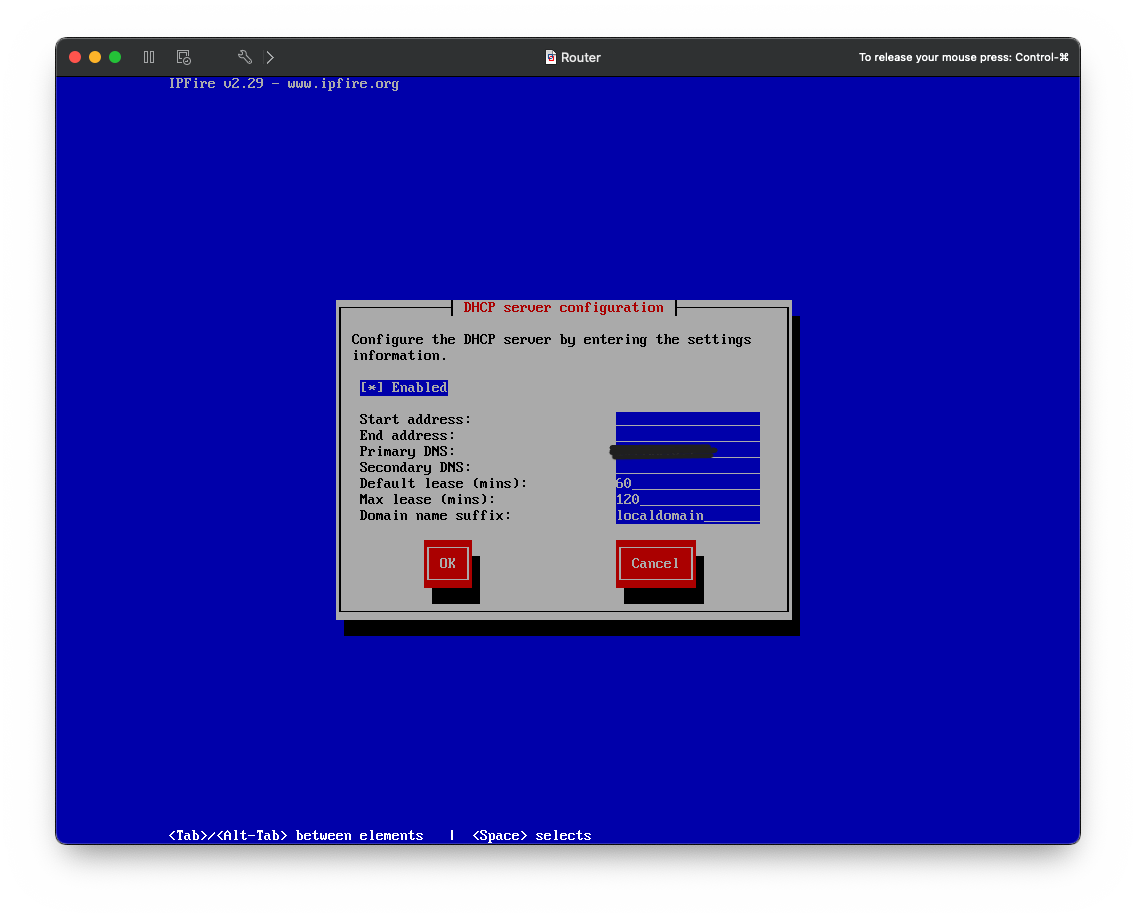 Router
To release your mouse press: Control-⌘
IPFire v2.29 - www.ipfire.org
DHCP server configuration
Configure the DHCP server by entering the settings
information.
[*] Enabled
Start address:
End address:
Primary DNS:
Secondary DNS:
Default lease (mins): 60
Max lease (mins): 120
Domain name suffix: localdomain
OK Cancel
<Tab>/<Alt-Tab> between elements | <Space> selects